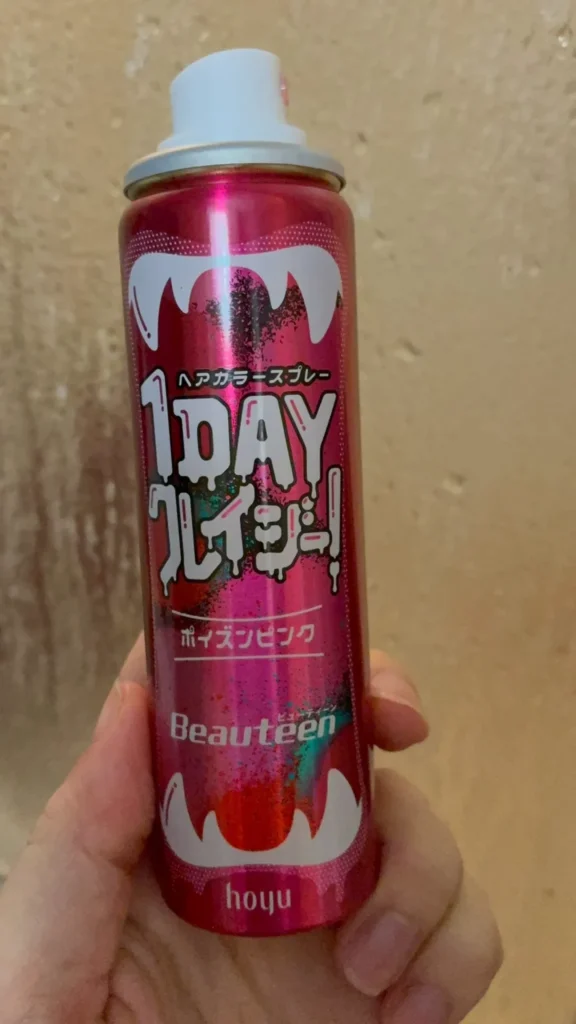 ヘアカラースプレー
1DAY
クレイジー!
ポイズンピンク
ビューティーン
Beauteen
hoyu